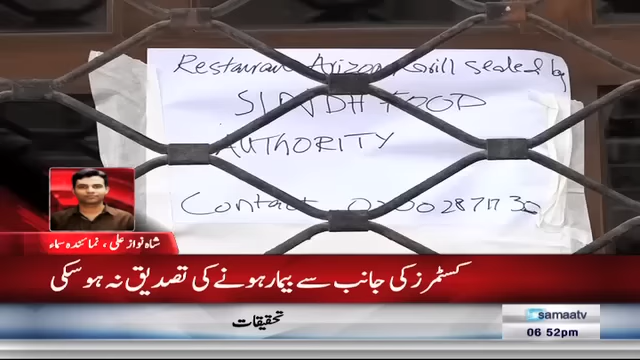 Restaurant Arizona Grill sealed by
SINDH FOOD
AUTHORITY
Contact
شاہ نواز علی، نمائندہ سماء
کسٹمرز کی جانب سے بیمار ہونے کی تصدیق نہ ہوسکی
تحقیقات
samaatv
06 52pm